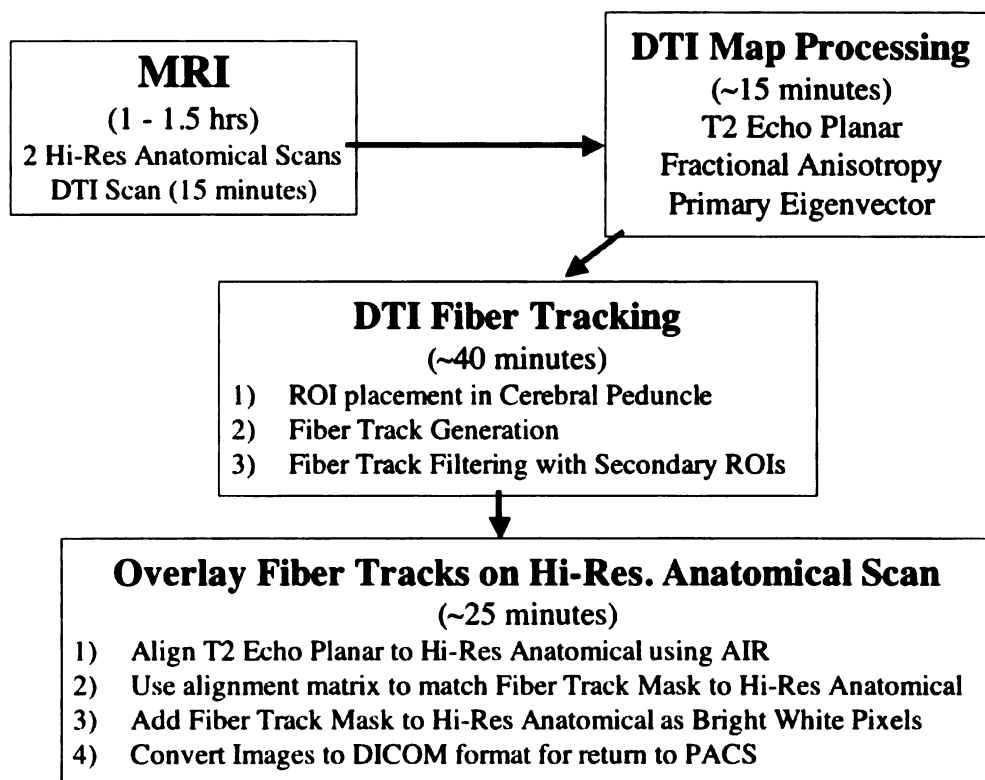 MRI
(1 - 1.5 hrs)
2 Hi-Res Anatomical Scans
DTI Scan (15 minutes)
DTI Map Processing
(~15 minutes)
T2 Echo Planar
Fractional Anisotropy
Primary Eigenvector
DTI Fiber Tracking
(~40 minutes)
1) ROI placement in Cerebral Peduncle
2) Fiber Track Generation
3) Fiber Track Filtering with Secondary ROIs
Overlay Fiber Tracks on Hi-Res. Anatomical Scan
(~25 minutes)
1) Align T2 Echo Planar to Hi-Res Anatomical using AIR
2) Use alignment matrix to match Fiber Track Mask to Hi-Res Anatomical
3) Add Fiber Track Mask to Hi-Res Anatomical as Bright White Pixels
4) Convert Images to DICOM format for return to PACS